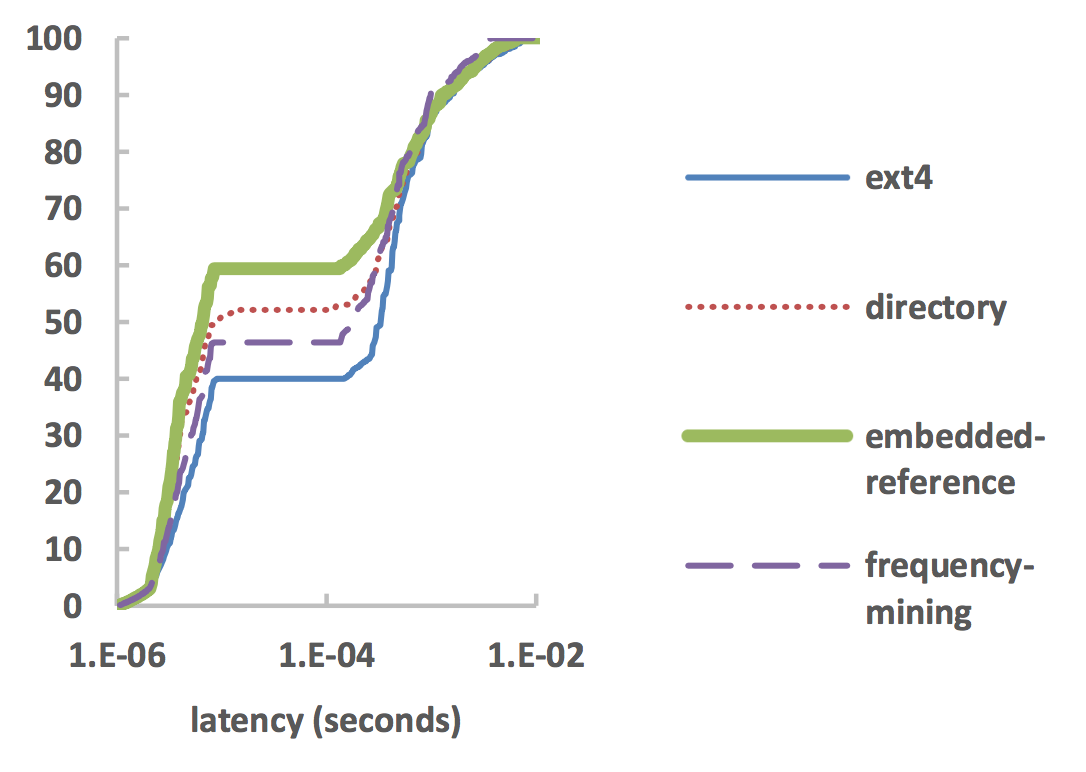 100
90
80
70
60
50
40
30
20
10
0
1.E-06 1.E-04 1.E-02
latency (seconds)
ext4
directory
embedded-
reference
frequency-
mining